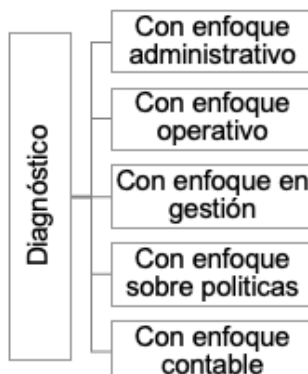 Diagnóstico
Con enfoque
administrativo
Con enfoque
operativo
Con enfoque en
gestión
Con enfoque
sobre politicas
Con enfoque
contable